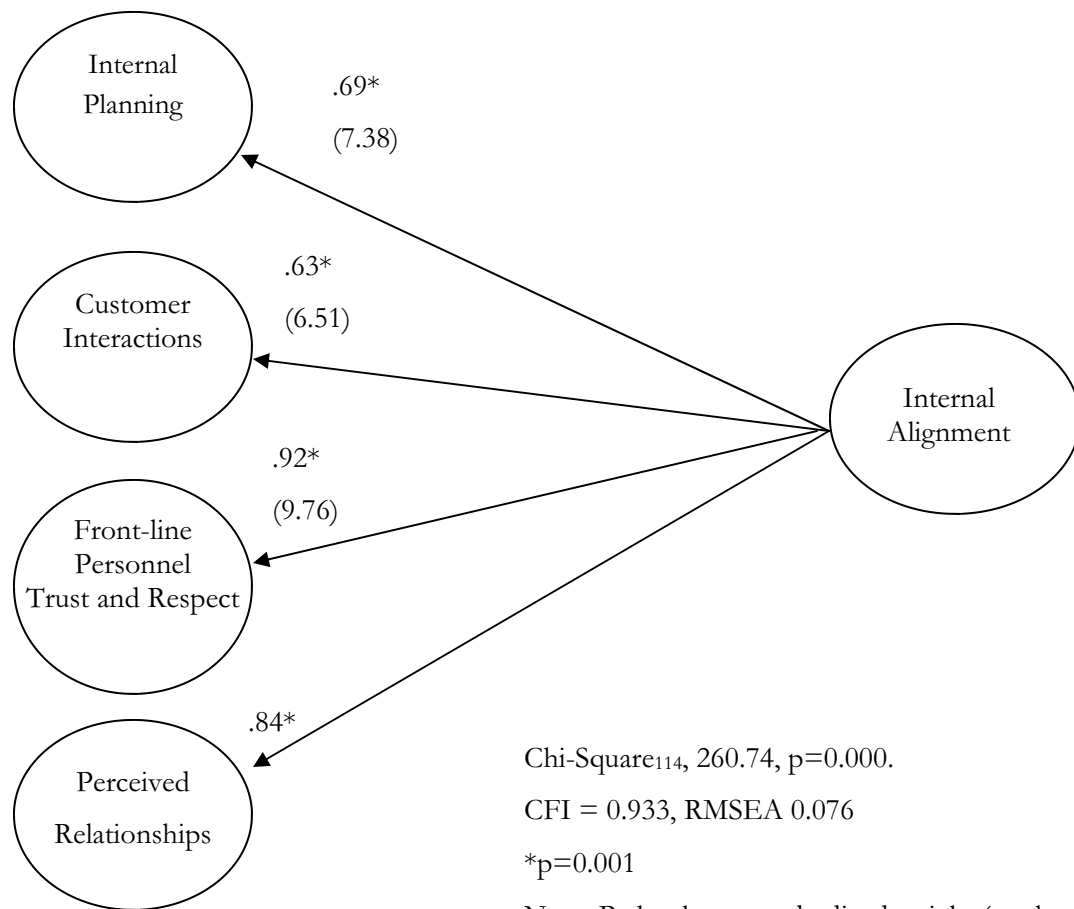 Internal
Planning
.69*
(7.38)
Customer
Interactions
.63*
(6.51)
Internal
Alignment
Front-line
Personnel
Trust and Respect
.92*
(9.76)
Perceived
Relationships
.84*
Chi-Square₁₁₄, 260.74, p=0.000.
CFI = 0.933, RMSEA 0.076
*p=0.001